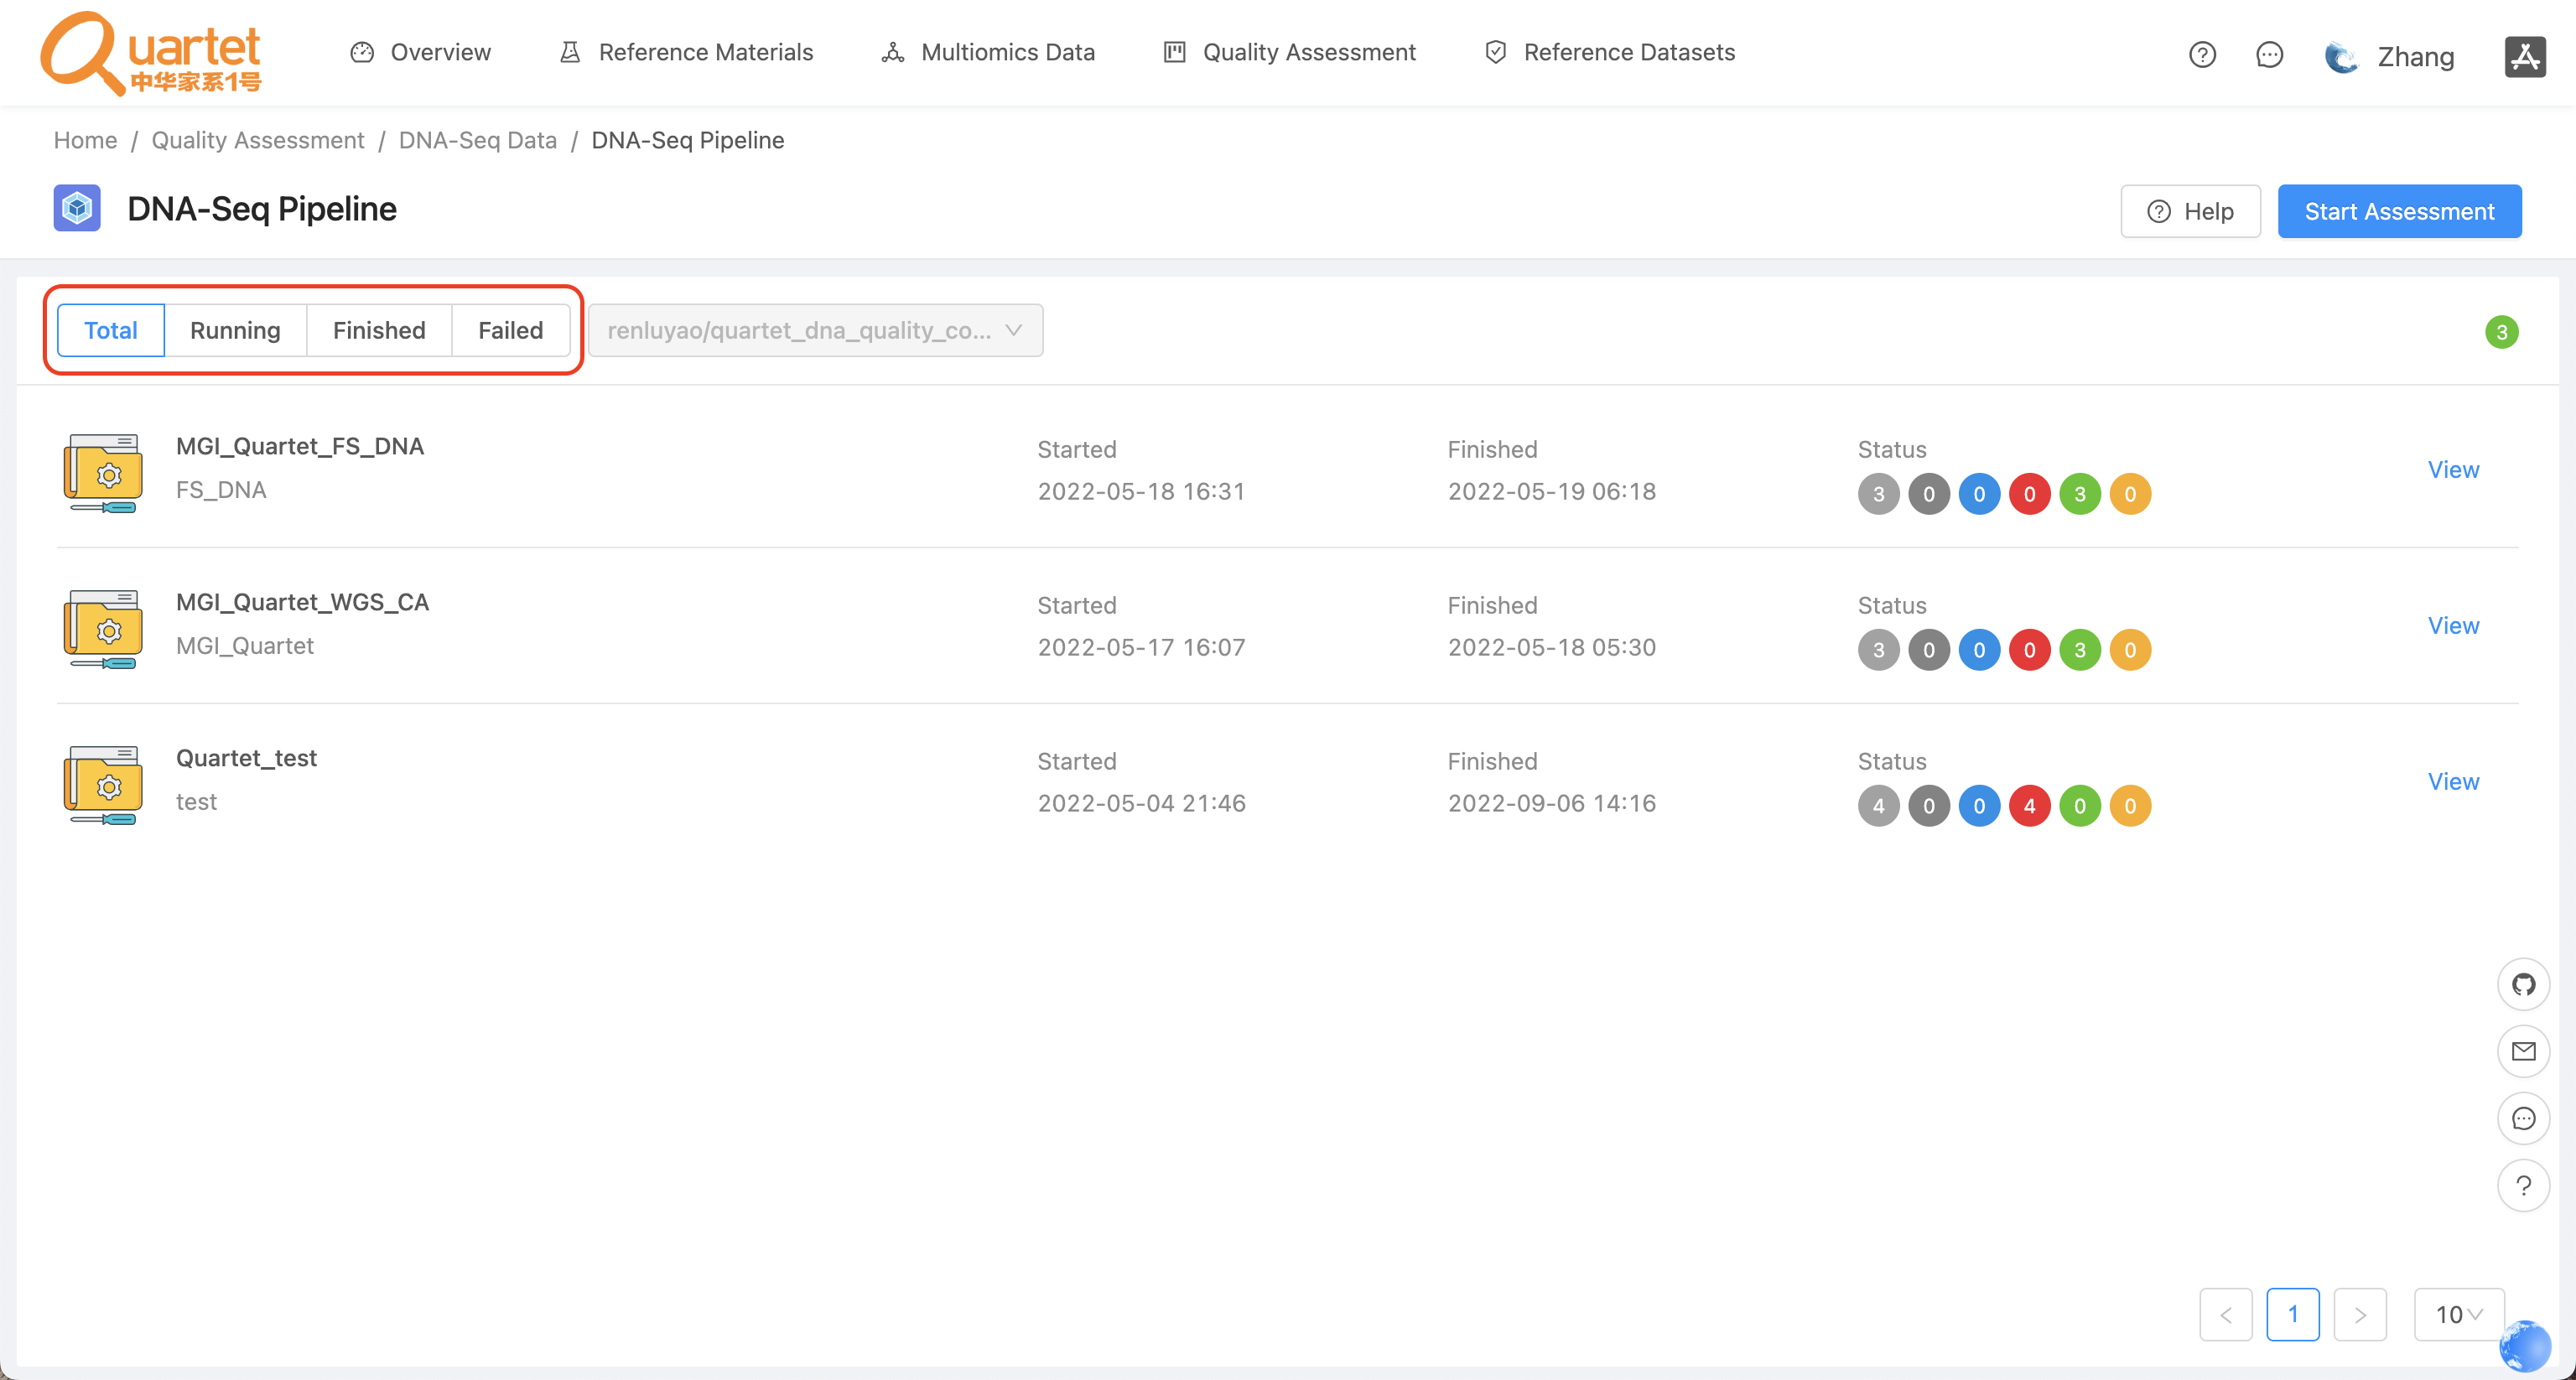 Quartet
中华家系1号
Overview
Reference Materials
Multiomics Data
Quality Assessment
Reference Datasets
Zhang
Home / Quality Assessment / DNA-Seq Data / DNA-Seq Pipeline
DNA-Seq Pipeline
Help
Start Assessment
Total
Running
Finished
Failed
renluyao/quartet_dna_quality_co...
3
MGI_Quartet_FS_DNA
FS_DNA
Started
2022-05-18 16:31
Finished
2022-05-19 06:18
Status
3 0 0 0 3 0
View
MGI_Quartet_WGS_CA
MGI_Quartet
Started
2022-05-17 16:07
Finished
2022-05-18 05:30
Status
3 0 0 0 3 0
View
Quartet_test
test
Started
2022-05-04 21:46
Finished
2022-09-06 14:16
Status
4 0 0 4 0 0
View
< 1 > 10